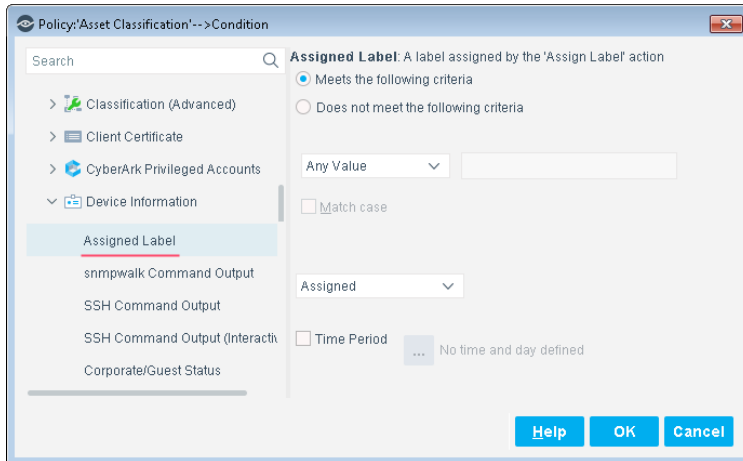 Policy:'Asset Classification'-->Condition
Search
Classification (Advanced)
Client Certificate
CyberArk Privileged Accounts
Device Information
Assigned Label
snmpwalk Command Output
SSH Command Output
SSH Command Output (Interactiv
Corporate/Guest Status
Assigned Label: A label assigned by the 'Assign Label' action
Meets the following criteria
Does not meet the following criteria
Any Value
Match case
Assigned
Time Period
... No time and day defined
Help OK Cancel